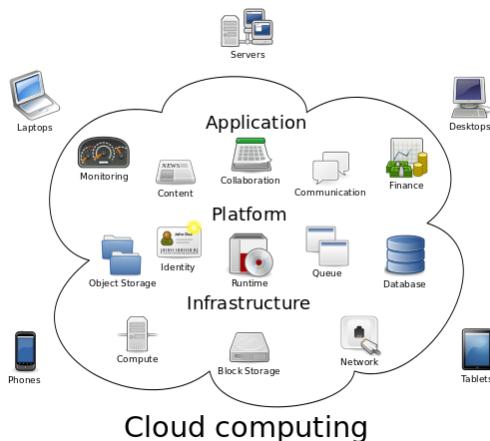 Servers
Laptops
Desktops
Application
Monitoring
NEWS
Content
Collaboration
Communication
Finance
Platform
Object Storage
Identity
Runtime
Queue
Database
Infrastructure
Compute
Block Storage
Network
Phones
Tablets
Cloud computing